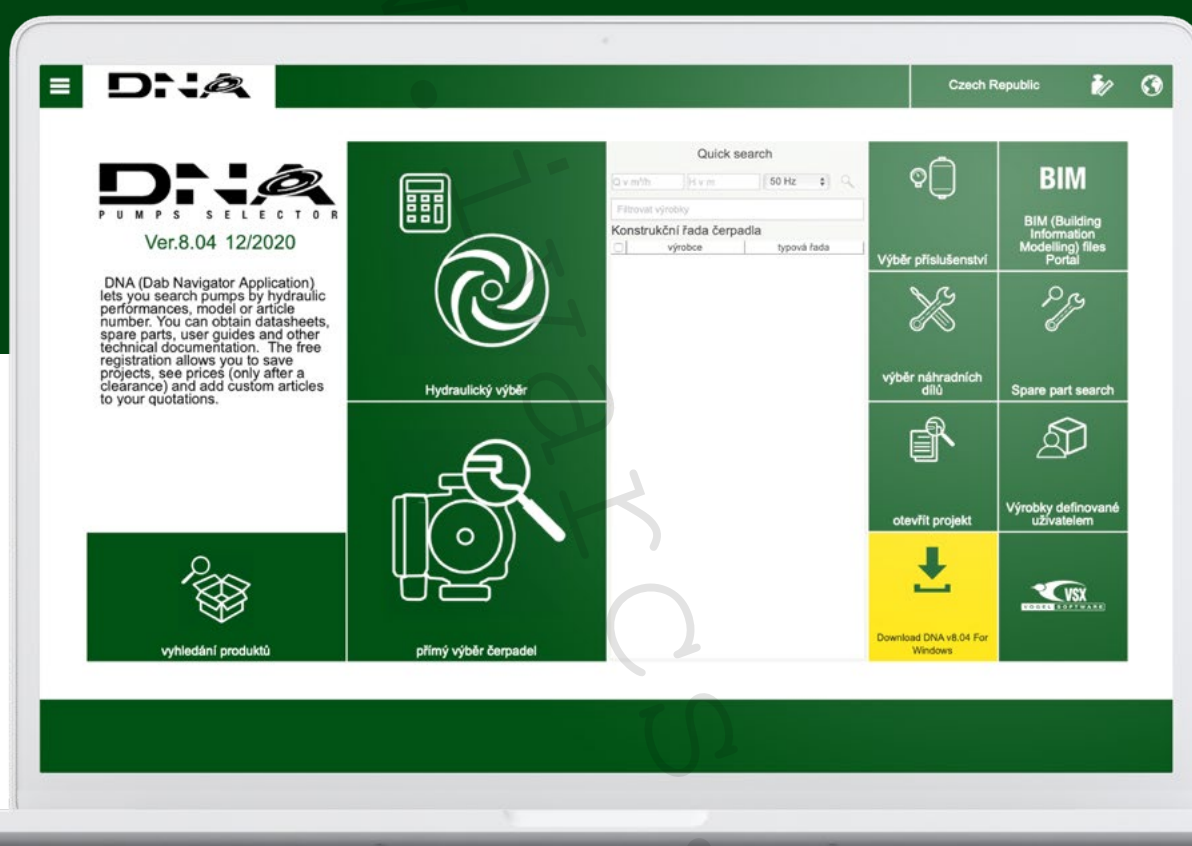 DNA
Czech Republic
DNA
PUMPS SELECTOR
Ver.8.04 12/2020
DNA (Dab Navigator Application)
lets you search pumps by hydraulic
performances, model or article
number. You can obtain datasheets,
spare parts, user guides and other
technical documentation. The free
registration allows you to save
projects, see prices (only after a
clearance) and add custom articles
to your quotations.
vyhledání produktů
Hydraulický výběr
přímý výběr čerpadel
Quick search
Q v m³/h
H v m
50 Hz
Filtrovat výrobky
Konstrukční řada čerpadla
výrobce
typová řada
Výběr příslušenství
BIM
BIM (Building
Information
Modelling) files
Portal
výběr náhradních
dílů
Spare part search
otevřít projekt
Výrobky definované
uživatelem
Download DNA v8.04 For
Windows
VSX
VOGEL SOFTWARE
ivarcs